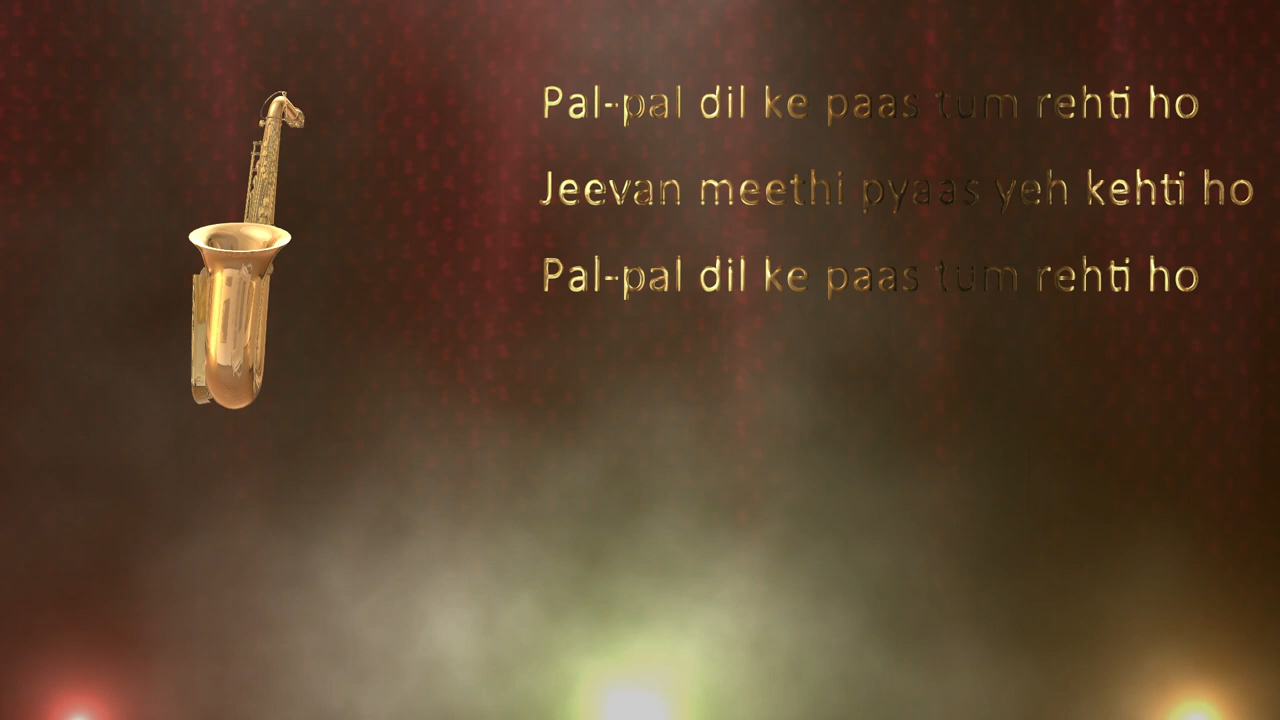 Pal-pal dil ke paas tum rehti ho
Jeevan meethi pyaas yeh kehti ho
Pal-pal dil ke paas tum rehti ho